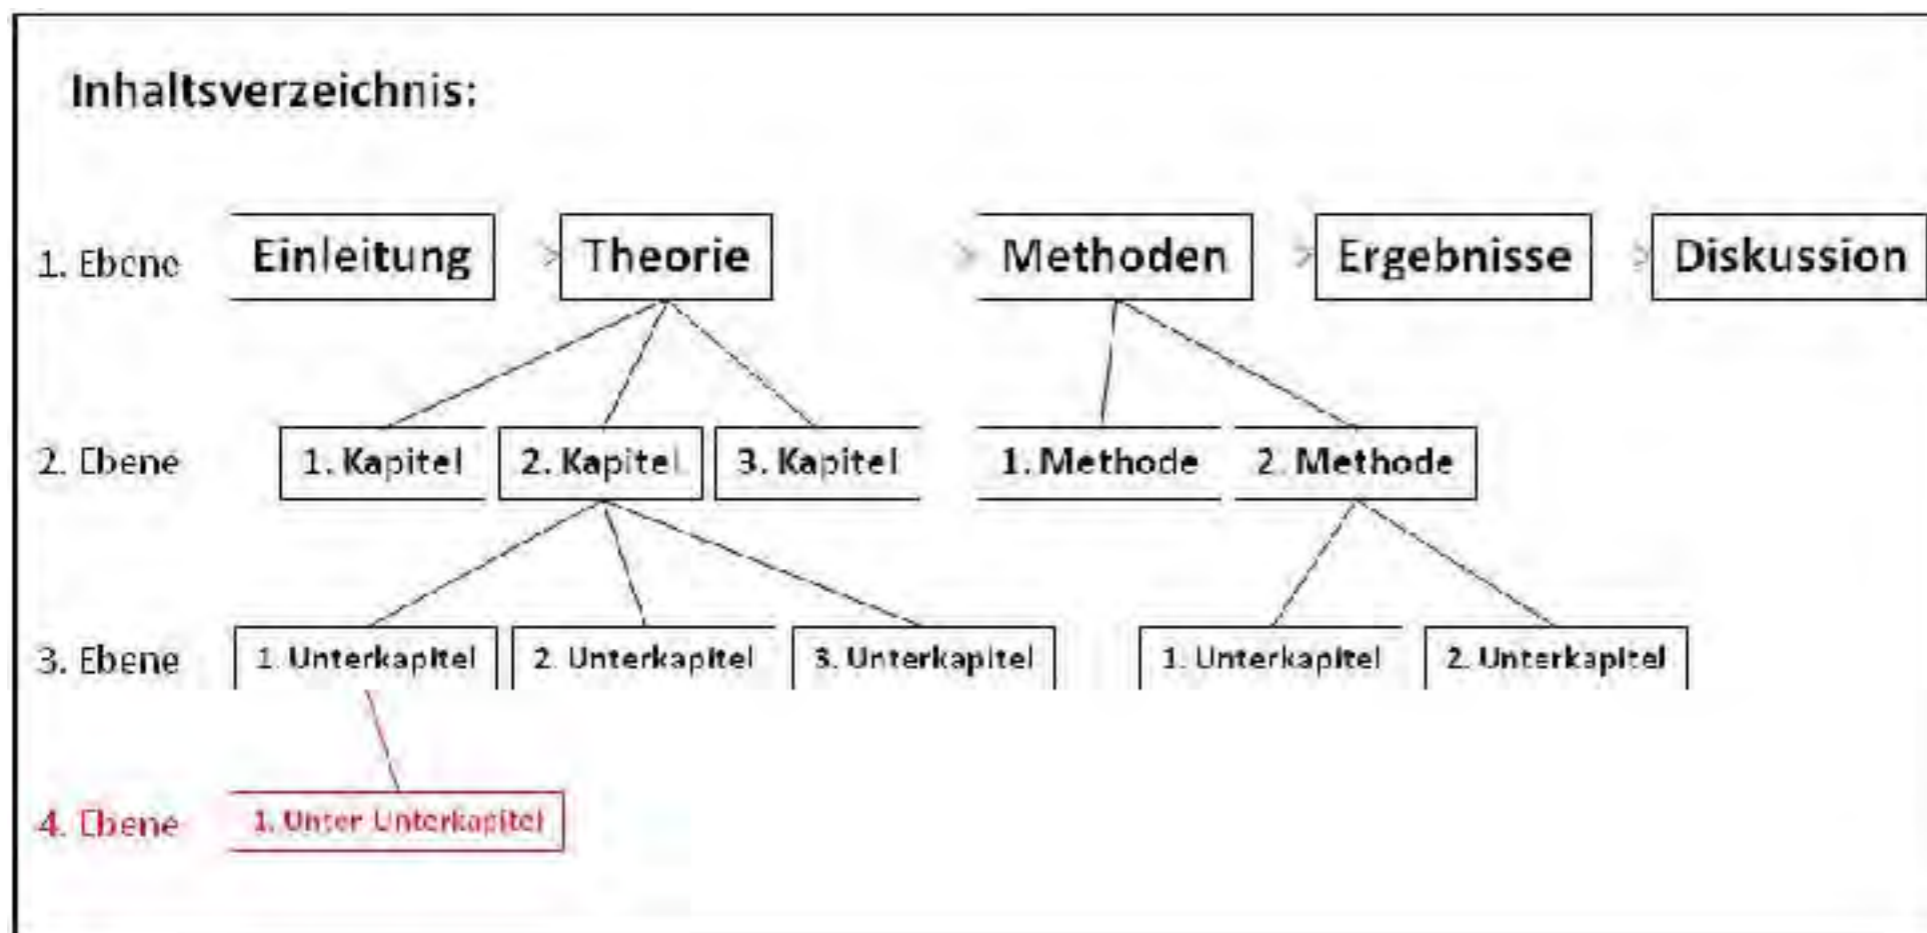 Inhaltsverzeichnis:
1. Ebene Einleitung > Theorie > Methoden > Ergebnisse > Diskussion
2. Ebene 1. Kapitel 2. Kapitel 3. Kapitel 1. Methode 2. Methode
3. Ebene 1. Unterkapitel 2. Unterkapitel 3. Unterkapitel 1. Unterkapitel 2. Unterkapitel
4. Ebene 1. Unter Unterkapitel